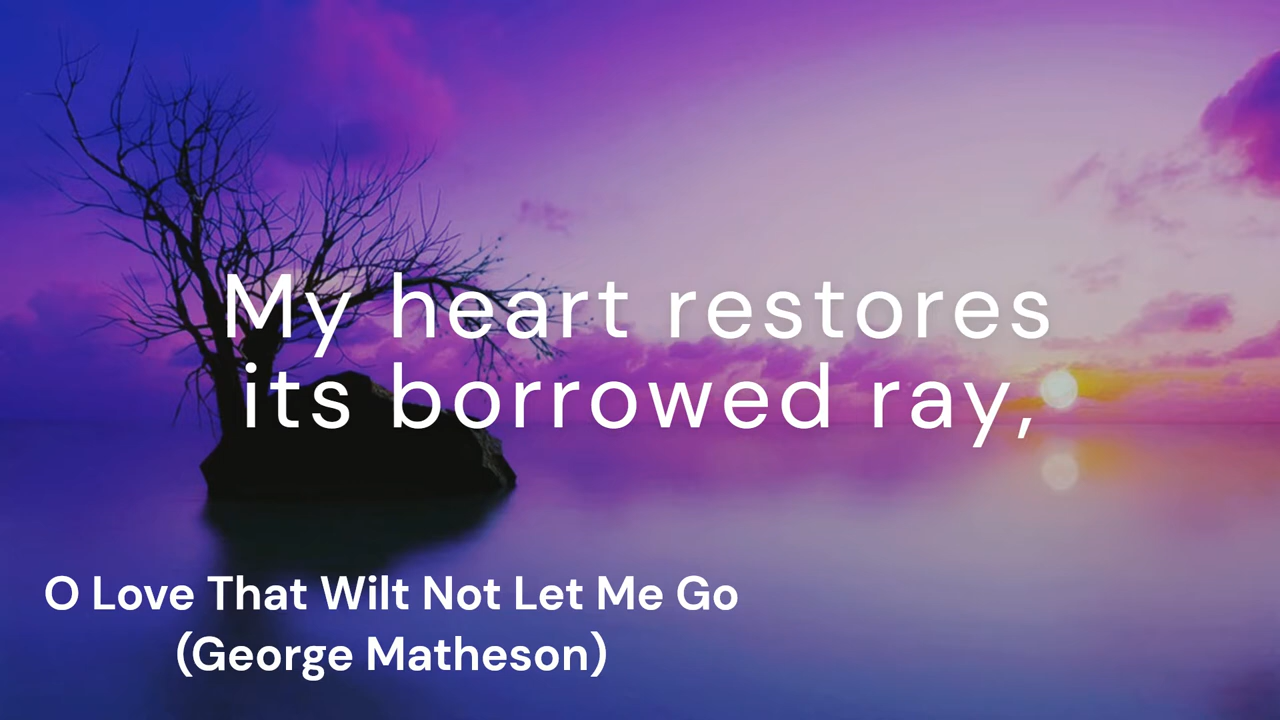 My heart restores
its borrowed ray,
O Love That Wilt Not Let Me Go
(George Matheson)